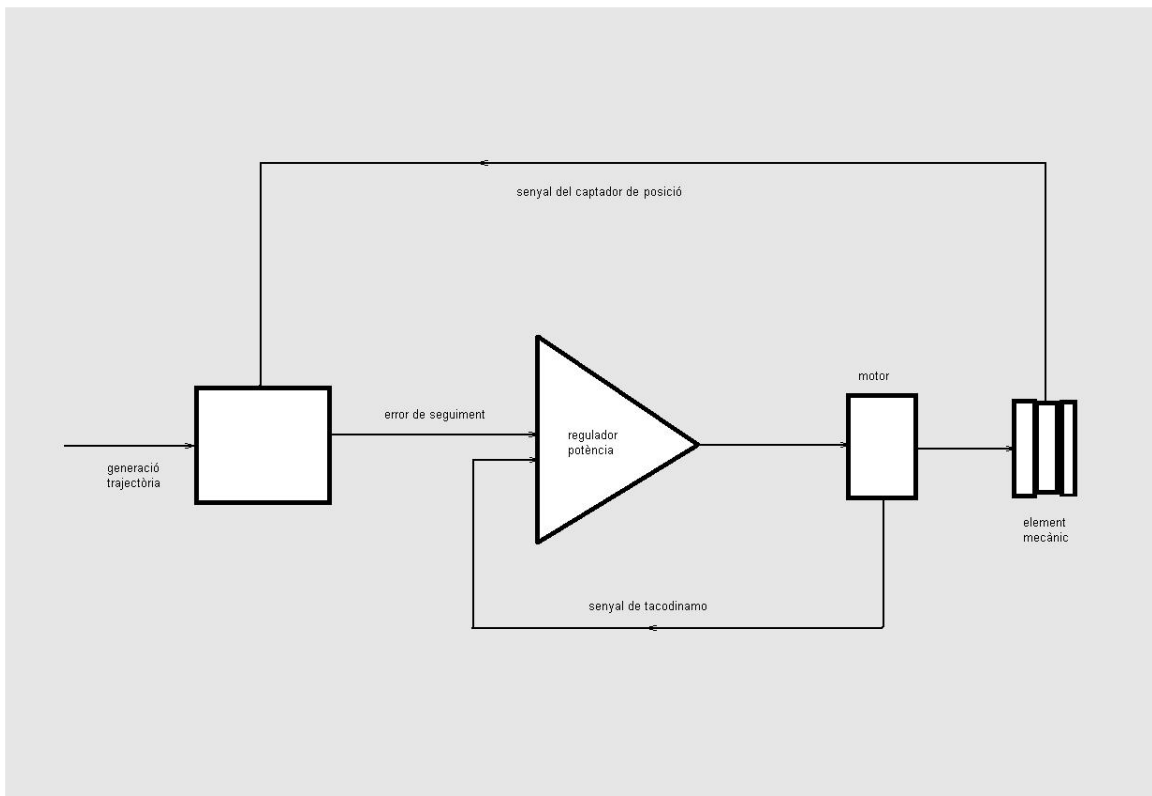 senyal del captador de posició
motor
error de seguiment
regulador
potència
generació
trajectòria
element
mecànic
senyal de tacodinamo